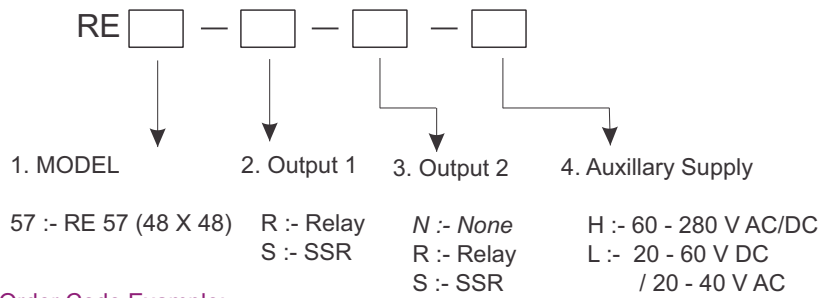 RE — — —
1. MODEL 2. Output 1 3. Output 2 4. Auxillary Supply
57 :- RE 57 (48 X 48) R :- Relay N :- None H :- 60 - 280 V AC/DC
S :- SSR R :- Relay L :- 20 - 60 V DC
S :- SSR / 20 - 40 V AC
Order Code Example: